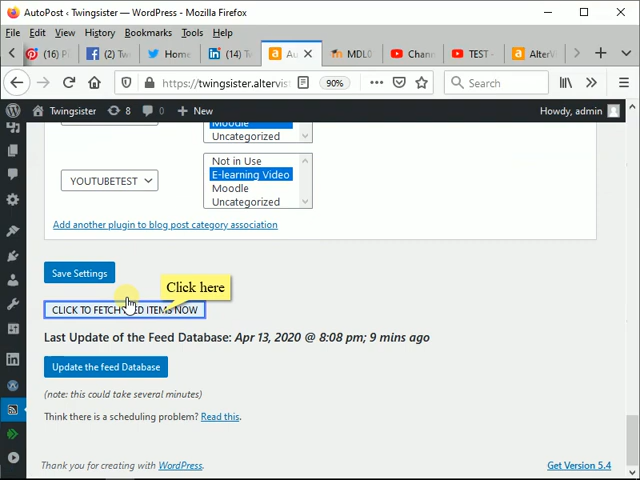 AutoPost ‹ Twingsister — WordPress - Mozilla Firefox
File Edit View History Bookmarks Tools Help
(16) P
(2) Tw
Home
(14) T
Au
MDL0
Chann
TEST -
AlterV
https://twingsister.altervist
90%
Search
Twingsister 8 0 New Howdy, admin
Moodle
Uncategorized
YOUTUBETEST
Not in Use
E-learning Video
Moodle
Uncategorized
Add another plugin to blog post category association
Save Settings
Click here
CLICK TO FETCH FEED ITEMS NOW
Last Update of the Feed Database: Apr 13, 2020 @ 8:08 pm; 9 mins ago
Update the feed Database
(note: this could take several minutes)
Think there is a scheduling problem? Read this.
Thank you for creating with WordPress. Get Version 5.4